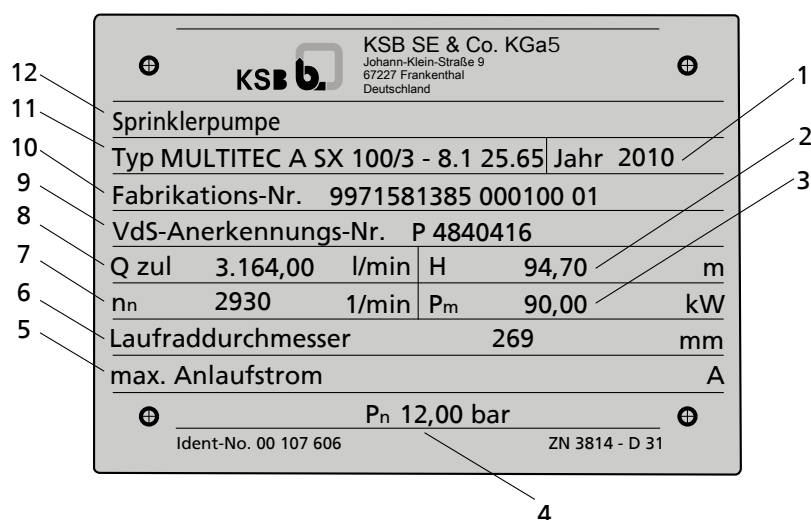 KSB b.
KSB SE & Co. KGa5
Johann-Klein-Straße 9
67227 Frankenthal
Deutschland
12
Sprinklerpumpe
1
11
Typ MULTITEC A SX 100/3 - 8.1 25.65 Jahr 2010
2
10
Fabrikations-Nr. 9971581385 000100 01
3
9
VdS-Anerkennungs-Nr. P 4840416
8
Q zul 3.164,00 l/min H 94,70 m
7
nn 2930 1/min Pm 90,00 kW
6
Laufraddurchmesser 269 mm
5
max. Anlaufstrom A
Pn 12,00 bar
Ident-No. 00 107 606 ZN 3814 - D 31
4